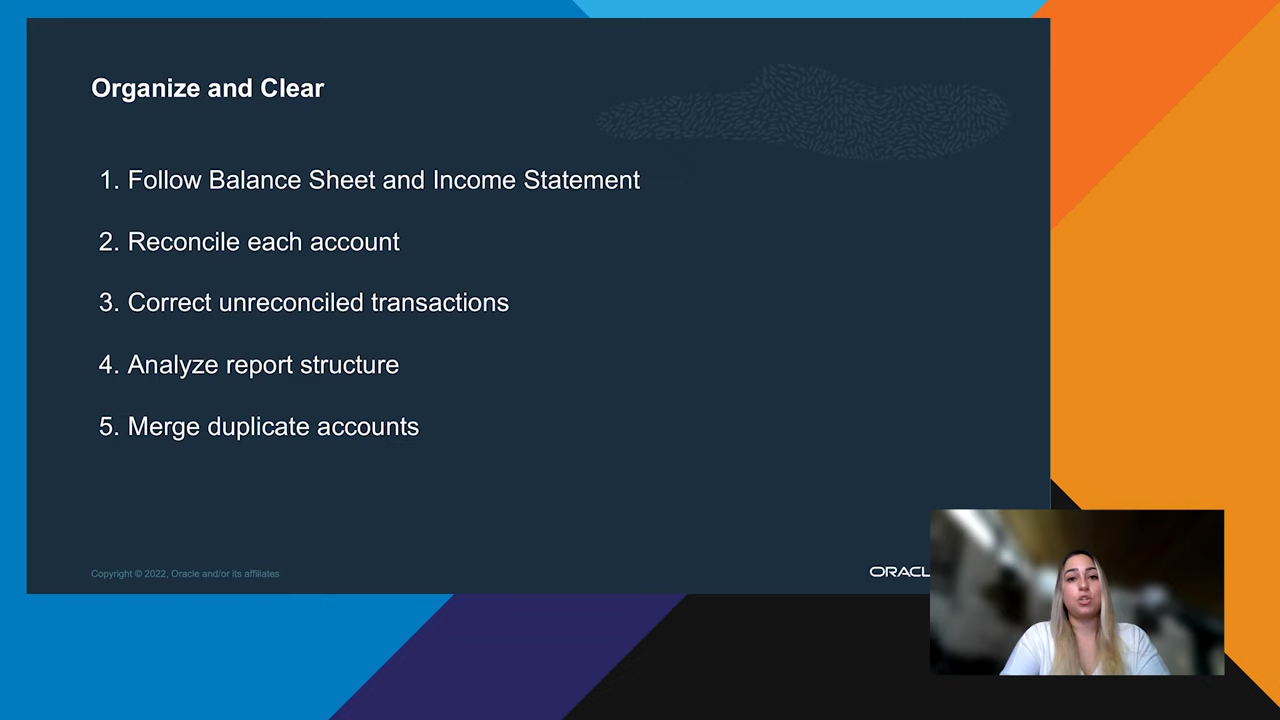 Organize and Clear
1. Follow Balance Sheet and Income Statement
2. Reconcile each account
3. Correct unreconciled transactions
4. Analyze report structure
5. Merge duplicate accounts
Copyright © 2022, Oracle and/or its affiliates
ORACL